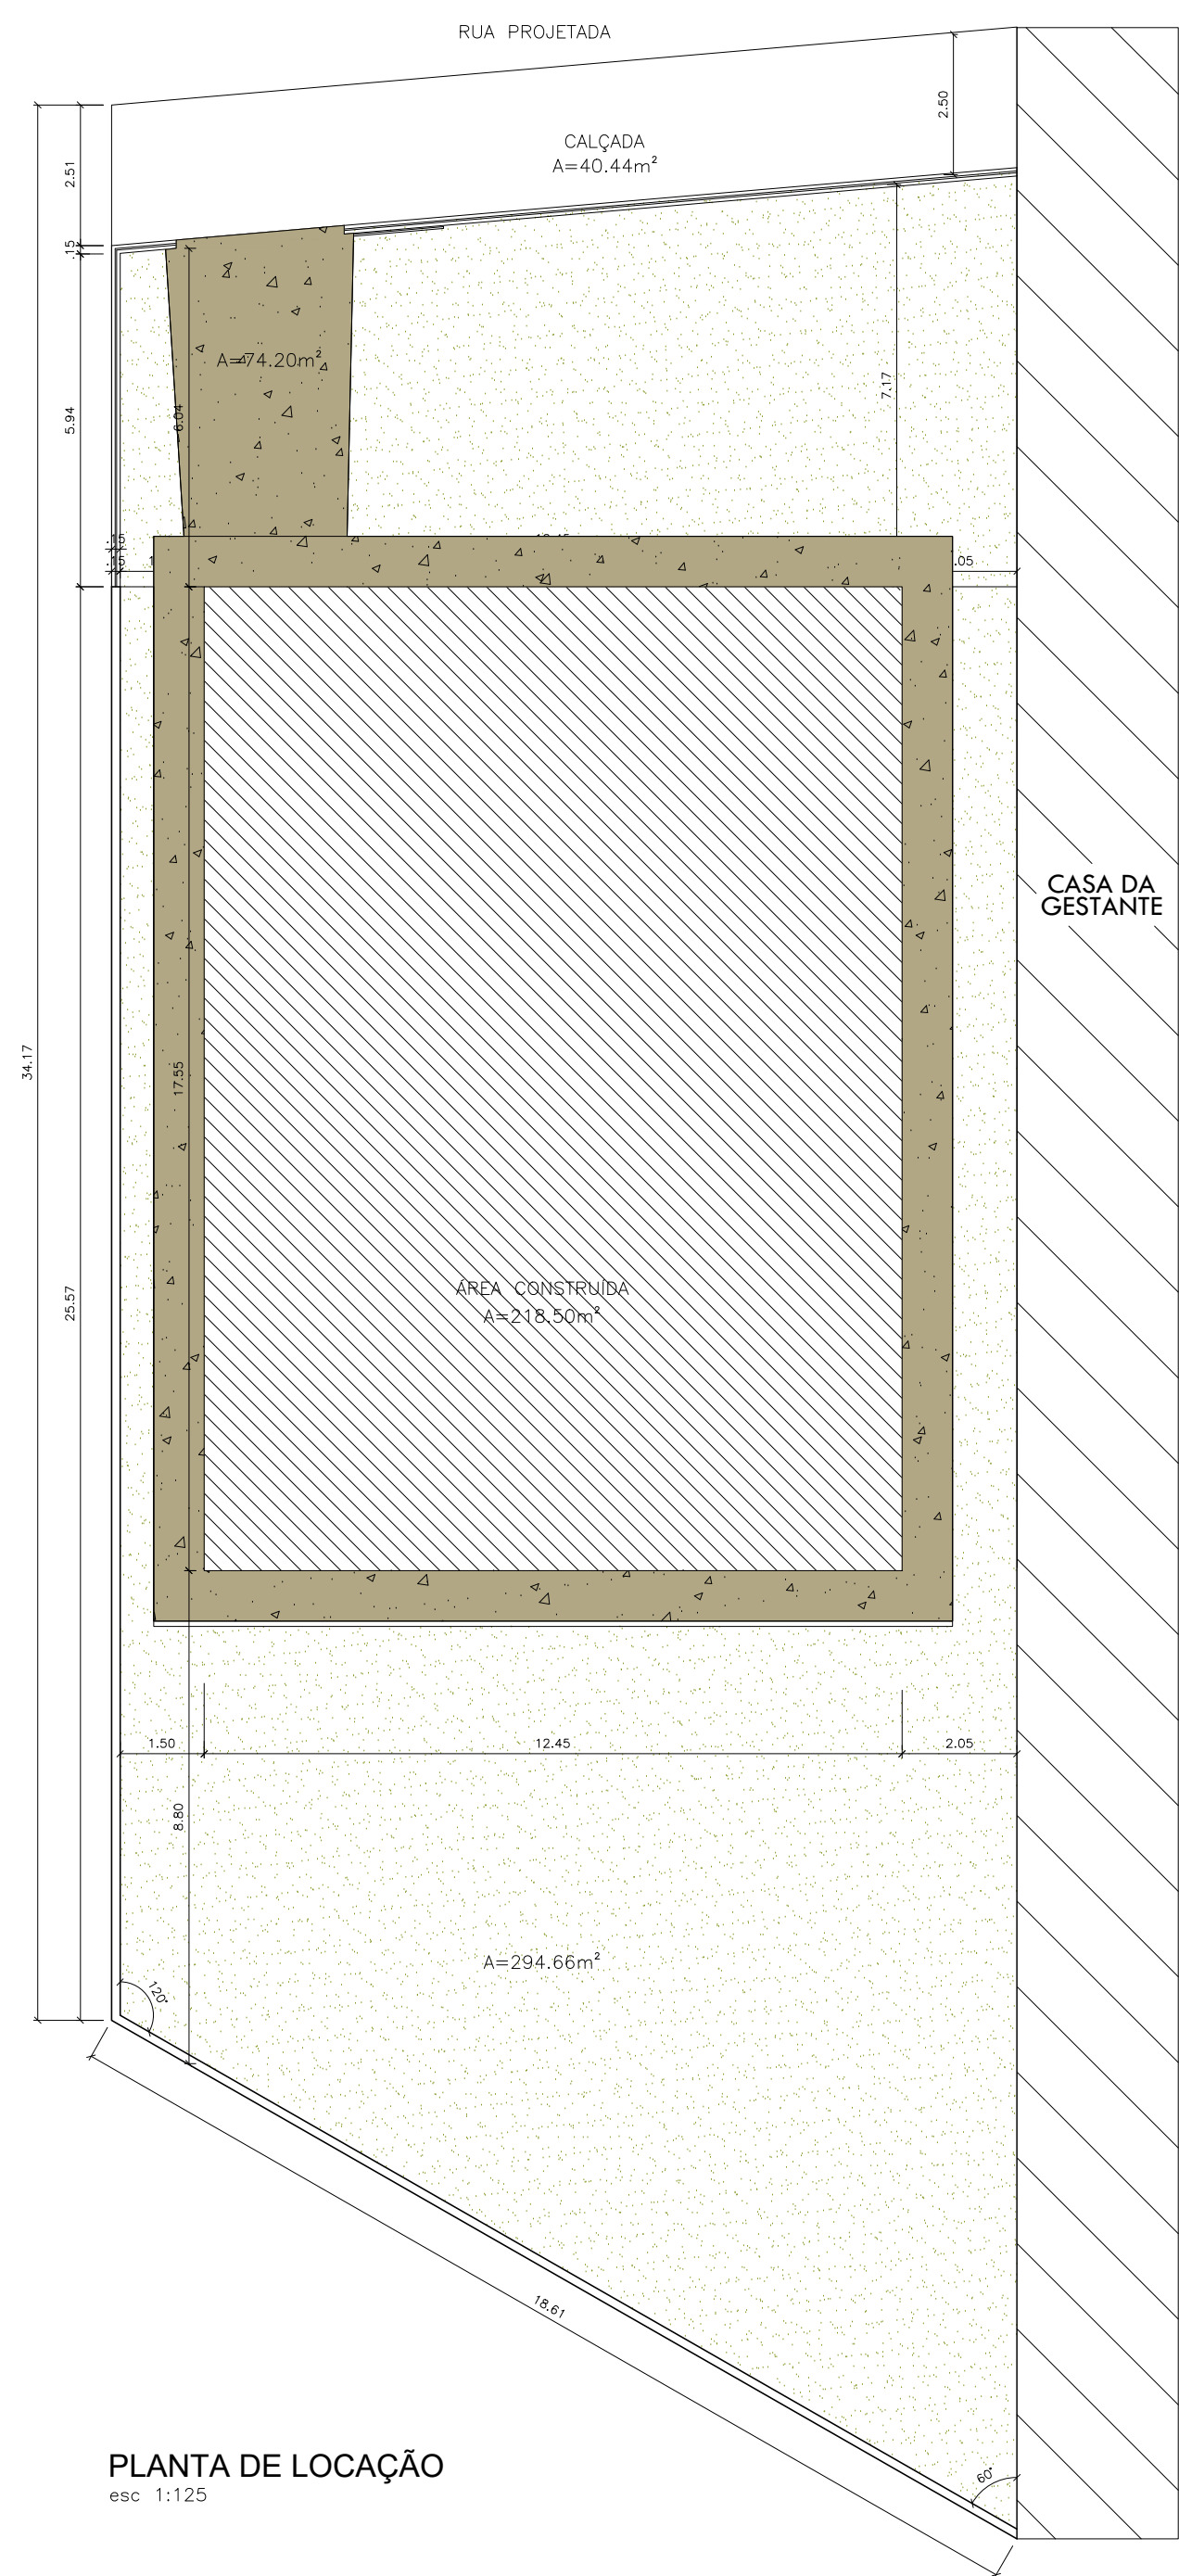 RUA PROJETADA
2.50
CALÇADA
A=40.44m²
2.51
.15
A=74.20m²
7.17
6.04
5.94
.15
.15
.05
CASA DA
GESTANTE
34.17
17.55
25.57
ÁREA CONSTRUÍDA
A=218.50m²
1.50
12.45
2.05
8.80
A=294.66m²
120°
18.61
60°
PLANTA DE LOCAÇÃO
esc 1:125